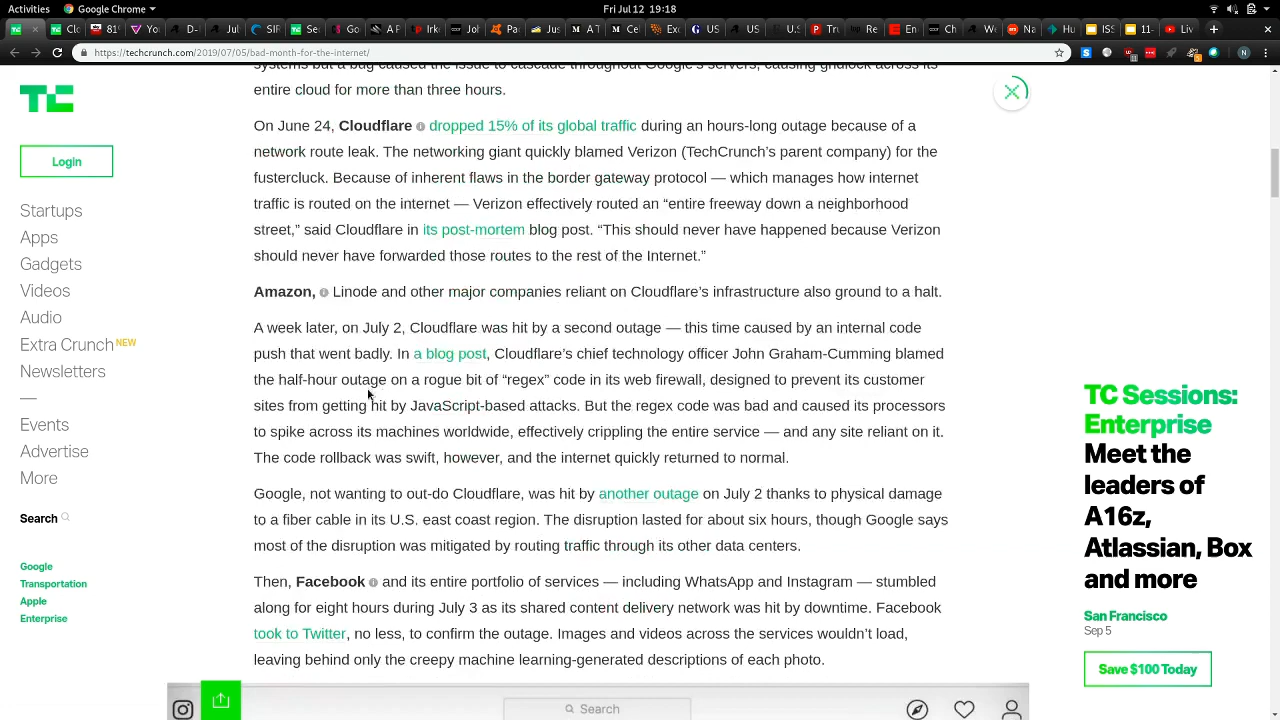 Activities
Google Chrome
Fri Jul 12 19:18
https://techcrunch.com/2019/07/05/bad-month-for-the-internet/
TC
Login
Startups
Apps
Gadgets
Videos
Audio
Extra Crunch NEW
Newsletters
—
Events
Advertise
More
Search
Google
Transportation
Apple
Enterprise
systems but a bug caused the issue to cascade throughout Google's servers, causing gridlock across its
entire cloud for more than three hours.
On June 24, Cloudflare dropped 15% of its global traffic during an hours-long outage because of a
network route leak. The networking giant quickly blamed Verizon (TechCrunch's parent company) for the
fustercluck. Because of inherent flaws in the border gateway protocol — which manages how internet
traffic is routed on the internet — Verizon effectively routed an “entire freeway down a neighborhood
street,” said Cloudflare in its post-mortem blog post. “This should never have happened because Verizon
should never have forwarded those routes to the rest of the Internet.”
Amazon, Linode and other major companies reliant on Cloudflare's infrastructure also ground to a halt.
A week later, on July 2, Cloudflare was hit by a second outage — this time caused by an internal code
push that went badly. In a blog post, Cloudflare's chief technology officer John Graham-Cumming blamed
the half-hour outage on a rogue bit of “regex” code in its web firewall, designed to prevent its customer
sites from getting hit by JavaScript-based attacks. But the regex code was bad and caused its processors
to spike across its machines worldwide, effectively crippling the entire service — and any site reliant on it.
The code rollback was swift, however, and the internet quickly returned to normal.
Google, not wanting to out-do Cloudflare, was hit by another outage on July 2 thanks to physical damage
to a fiber cable in its U.S. east coast region. The disruption lasted for about six hours, though Google says
most of the disruption was mitigated by routing traffic through its other data centers.
Then, Facebook and its entire portfolio of services — including WhatsApp and Instagram — stumbled
along for eight hours during July 3 as its shared content delivery network was hit by downtime. Facebook
took to Twitter, no less, to confirm the outage. Images and videos across the services wouldn't load,
leaving behind only the creepy machine learning-generated descriptions of each photo.
Search
TC Sessions:
Enterprise
Meet the
leaders of
A16z,
Atlassian, Box
and more
San Francisco
Sep 5
Save $100 Today